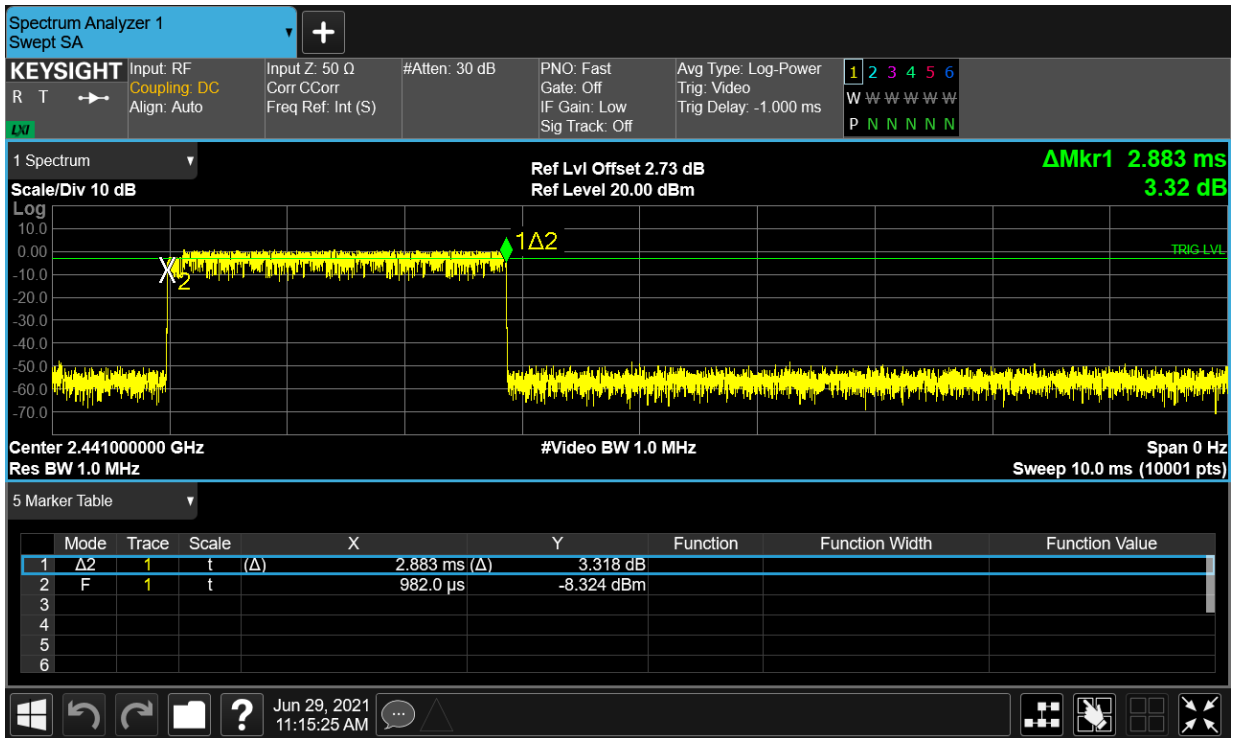 Spectrum Analyzer 1
Swept SA
▼
+
KEYSIGHT
R T
LXI
Input: RF
Coupling: DC
Align: Auto
Input Z: 50 Ω
Corr CCorr
Freq Ref: Int (S)
#Atten: 30 dB
PNO: Fast
Gate: Off
IF Gain: Low
Sig Track: Off
Avg Type: Log-Power
Trig: Video
Trig Delay: -1.000 ms
1 2 3 4 5 6
W W W W W W
P N N N N N
1 Spectrum ▼
Scale/Div 10 dB
Ref Lvl Offset 2.73 dB
Ref Level 20.00 dBm
ΔMkr1 2.883 ms
3.32 dB
Log
10.0
0.00
-10.0
-20.0
-30.0
-40.0
-50.0
-60.0
-70.0
2
1Δ2
TRIG LVL
Center 2.441000000 GHz #Video BW 1.0 MHz Span 0 Hz
Res BW 1.0 MHz Sweep 10.0 ms (10001 pts)
5 Marker Table ▼
Mode Trace Scale X Y Function Function Width Function Value
1 Δ2 1 t (Δ) 2.883 ms (Δ) 3.318 dB
2 F 1 t 982.0 µs -8.324 dBm
3
4
5
6
?
Jun 29, 2021
11:15:25 AM